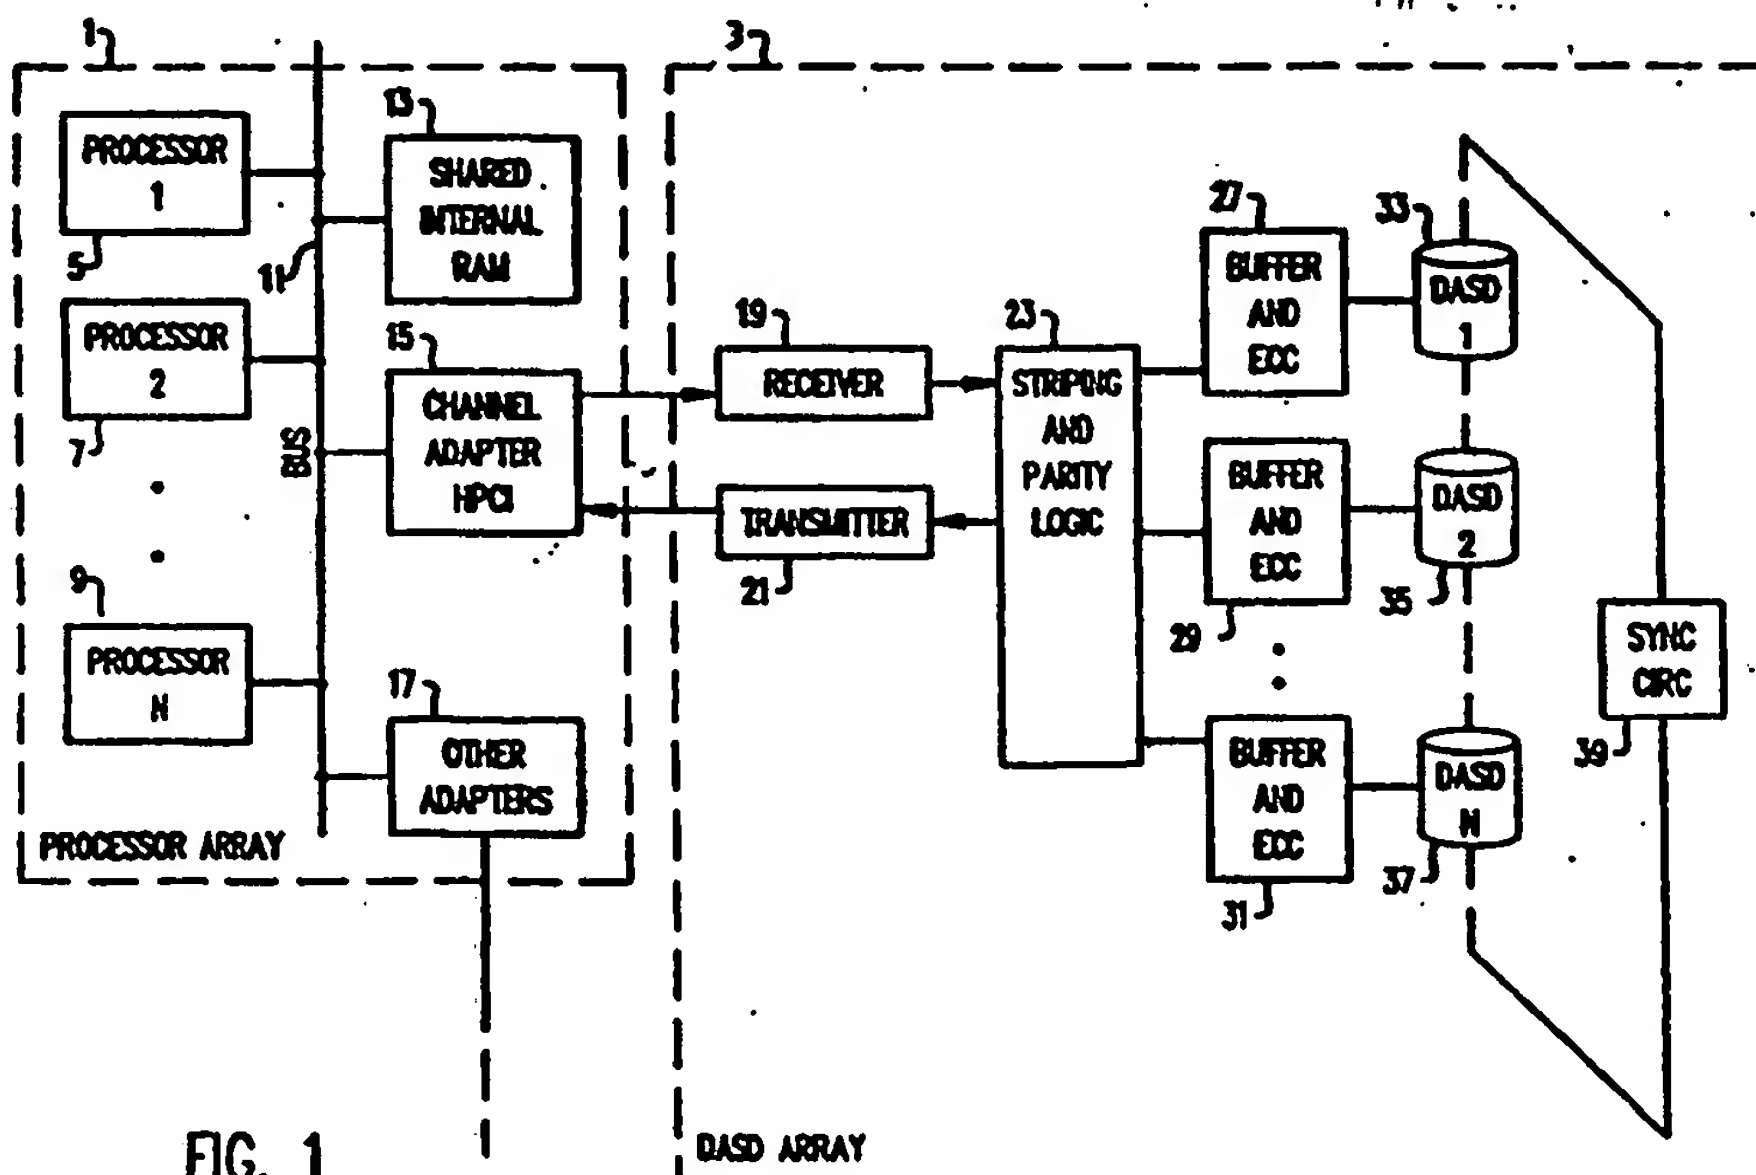 1
3
PROCESSOR
1
5
11
13
SHARED
INTERNAL
RAM
PROCESSOR
2
7
BUS
15
CHANNEL
ADAPTER
HPCI
9
PROCESSOR
N
17
OTHER
ADAPTERS
PROCESSOR ARRAY
19
RECEIVER
TRANSMITTER
21
23
STRIPING
AND
PARITY
LOGIC
27
BUFFER
AND
ECC
33
DASD
1
BUFFER
AND
ECC
29
DASD
2
35
BUFFER
AND
ECC
31
DASD
N
37
SYNC
CIRC
39
FIG. 1
DASD ARRAY